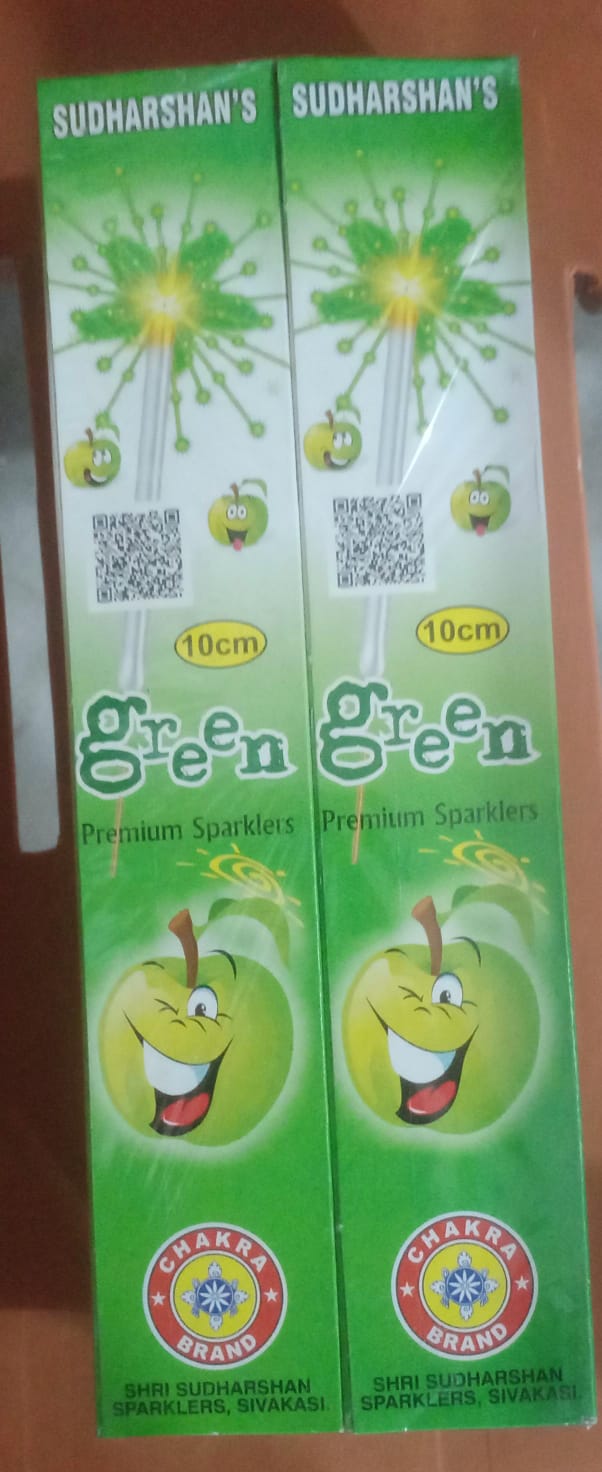 SUDHARSHAN'S
10cm
green
Premium Sparklers
CHAKRA
BRAND
SHRI SUDHARSHAN
SPARKLERS, SIVAKASI.
SUDHARSHAN'S
10cm
green
Premium Sparklers
CHAKRA
BRAND
SHRI SUDHARSHAN
SPARKLERS, SIVAKASI.